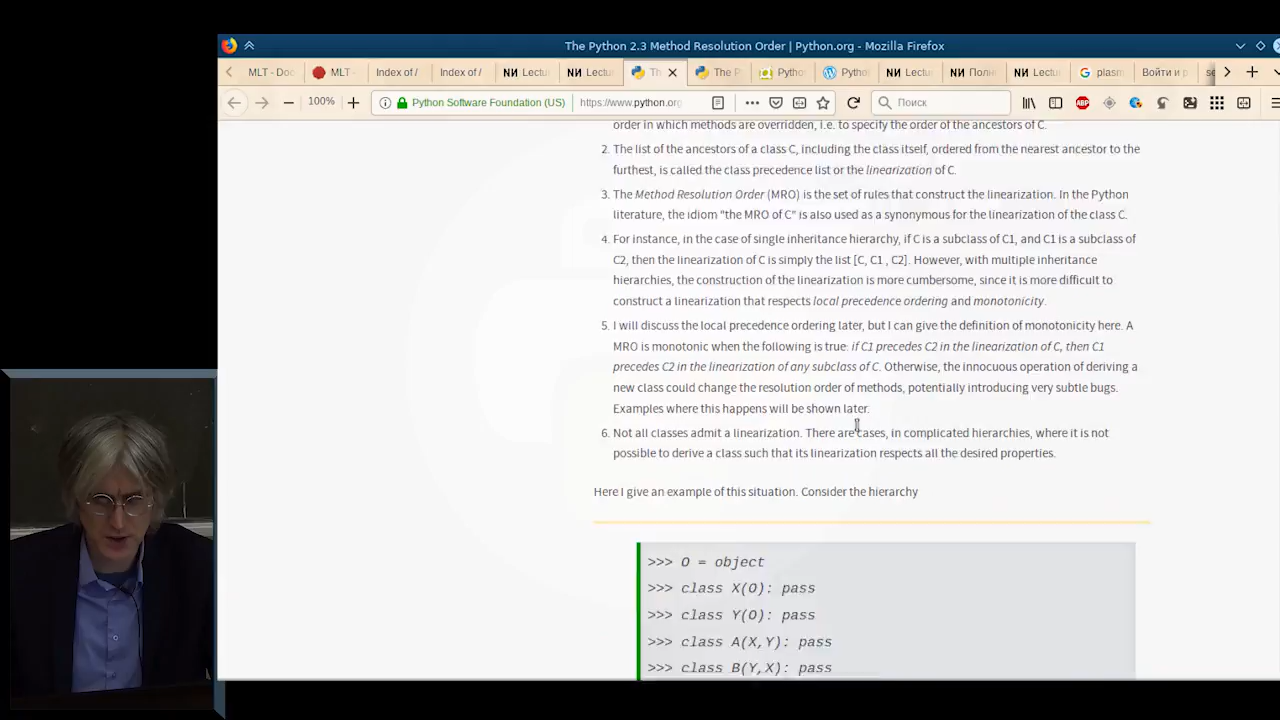 The Python 2.3 Method Resolution Order | Python.org - Mozilla Firefox
MLT - Doc
MLT -
Index of /
Index of /
Lectu
Lectu
Th
The P
Pytho
Pytho
Lectu
Полн
Lectu
plasm
Войти и р
se
100%
Python Software Foundation (US)
https://www.python.org
Поиск
ABP
order in which methods are overridden, i.e. to specify the order of the ancestors of C.
2. The list of the ancestors of a class C, including the class itself, ordered from the nearest ancestor to the
furthest, is called the class precedence list or the linearization of C.
3. The Method Resolution Order (MRO) is the set of rules that construct the linearization. In the Python
literature, the idiom "the MRO of C" is also used as a synonymous for the linearization of the class C.
4. For instance, in the case of single inheritance hierarchy, if C is a subclass of C1, and C1 is a subclass of
C2, then the linearization of C is simply the list [C, C1 , C2]. However, with multiple inheritance
hierarchies, the construction of the linearization is more cumbersome, since it is more difficult to
construct a linearization that respects local precedence ordering and monotonicity.
5. I will discuss the local precedence ordering later, but I can give the definition of monotonicity here. A
MRO is monotonic when the following is true: if C1 precedes C2 in the linearization of C, then C1
precedes C2 in the linearization of any subclass of C. Otherwise, the innocuous operation of deriving a
new class could change the resolution order of methods, potentially introducing very subtle bugs.
Examples where this happens will be shown later.
6. Not all classes admit a linearization. There are cases, in complicated hierarchies, where it is not
possible to derive a class such that its linearization respects all the desired properties.
Here I give an example of this situation. Consider the hierarchy
>>> O = object
>>> class X(O): pass
>>> class Y(O): pass
>>> class A(X,Y): pass
>>> class B(Y,X): pass